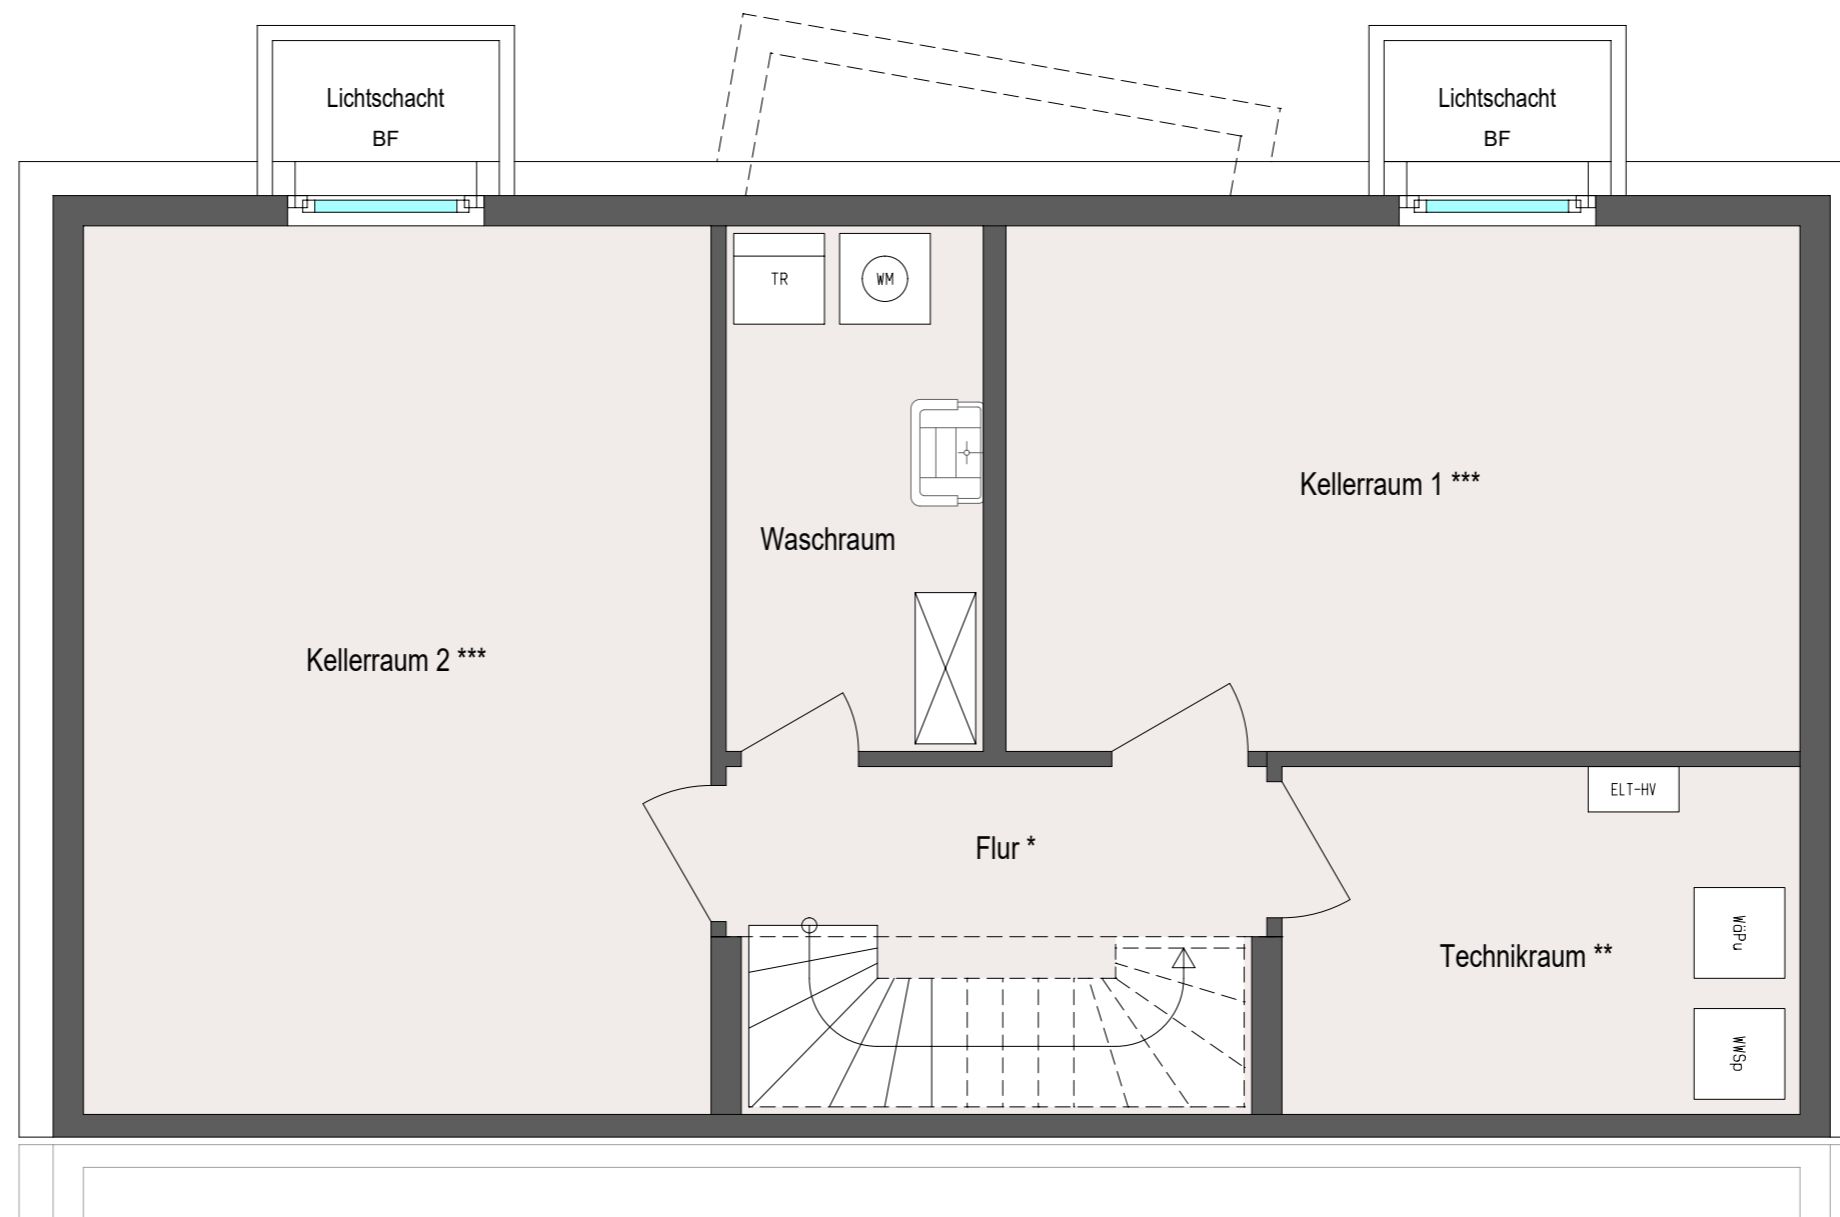 Lichtschacht
BF
Lichtschacht
BF
TR
WM
Kellerraum 1 ***
Waschraum
Kellerraum 2 ***
ELT-HV
Flur *
WäPu
Technikraum **
WWSp